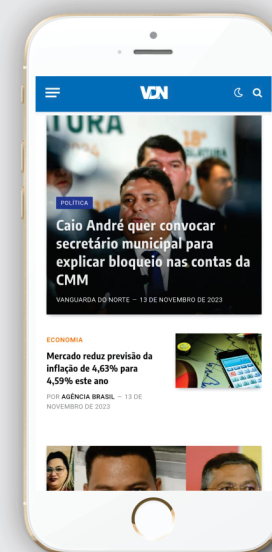 VDN
TURA
18ª
POLÍTICA
Caio André quer convocar
secretário municipal para
explicar bloqueio nas contas da
CMM
VANGUARDA DO NORTE — 13 DE NOVEMBRO DE 2023
ECONOMIA
Mercado reduz previsão da
inflação de 4,63% para
4,59% este ano
POR AGÊNCIA BRASIL — 13 DE
NOVEMBRO DE 2023